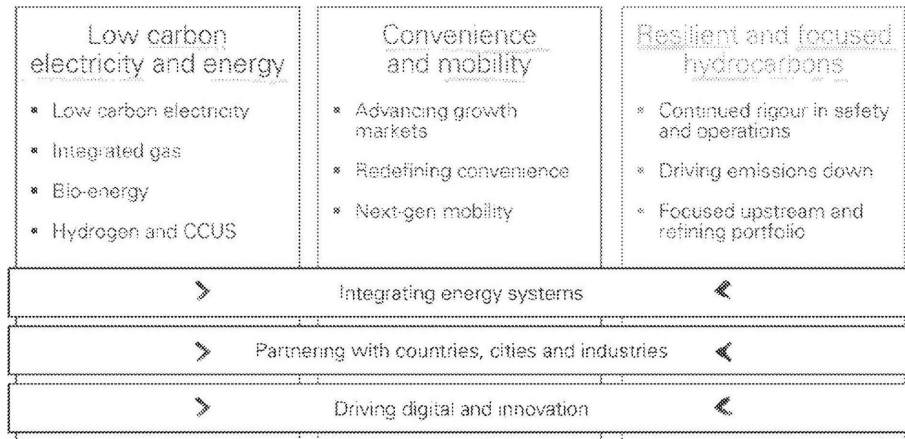 Low carbon
electricity and energy
• Low carbon electricity
• Integrated gas
• Bio-energy
• Hydrogen and CCUS
Convenience
and mobility
• Advancing growth
markets
• Redefining convenience
• Next-gen mobility
Resilient and focused
hydrocarbons
• Continued rigour in safety
and operations
• Driving emissions down
• Focused upstream and
refining portfolio
> Integrating energy systems <
> Partnering with countries, cities and industries <
> Driving digital and innovation <